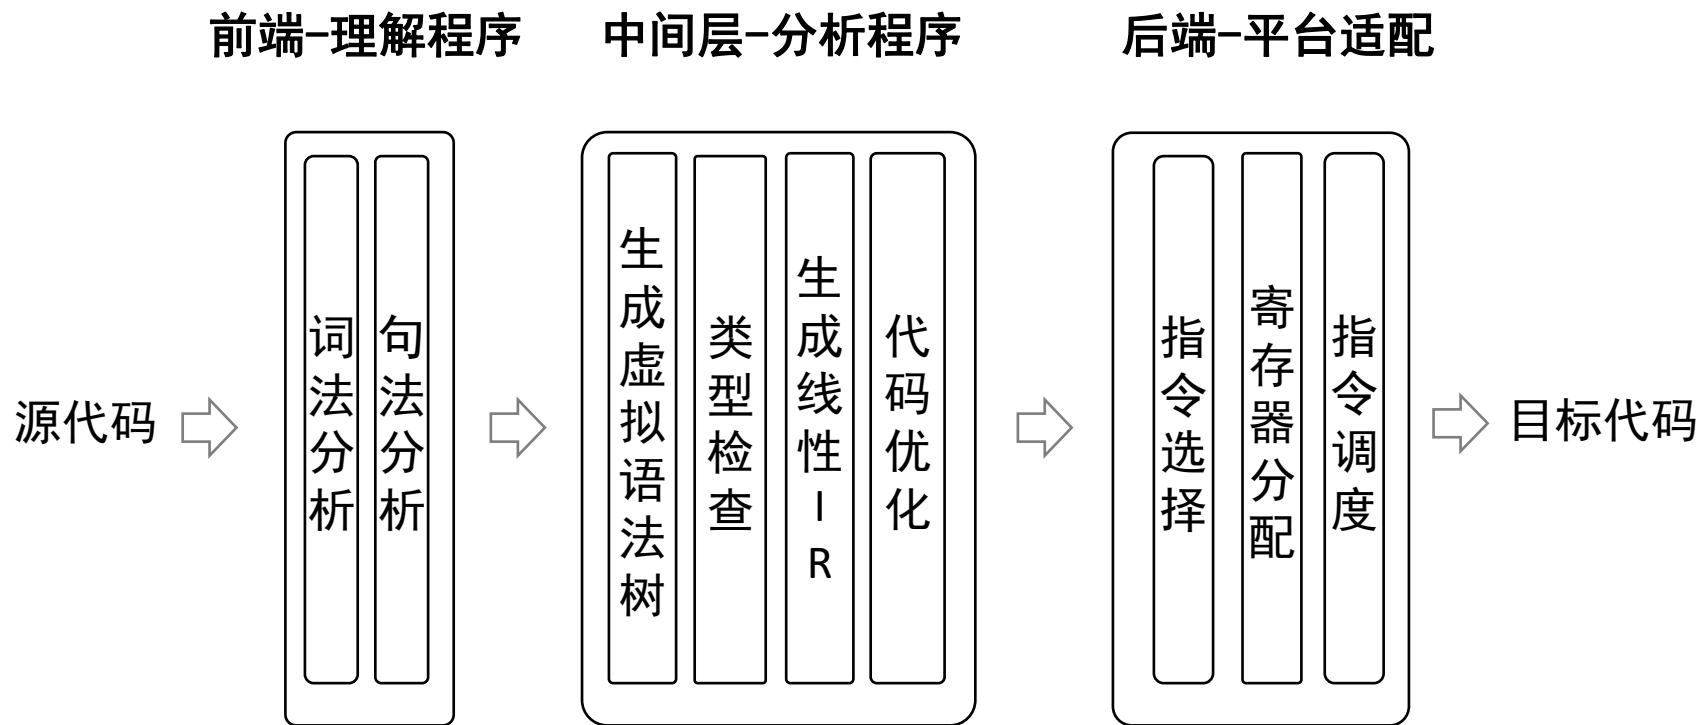 前端-理解程序
中间层-分析程序
后端-平台适配
源代码
词法分析
句法分析
生成虚拟语法树
类型检查
生成线性IR
代码优化
指令选择
寄存器分配
指令调度
目标代码